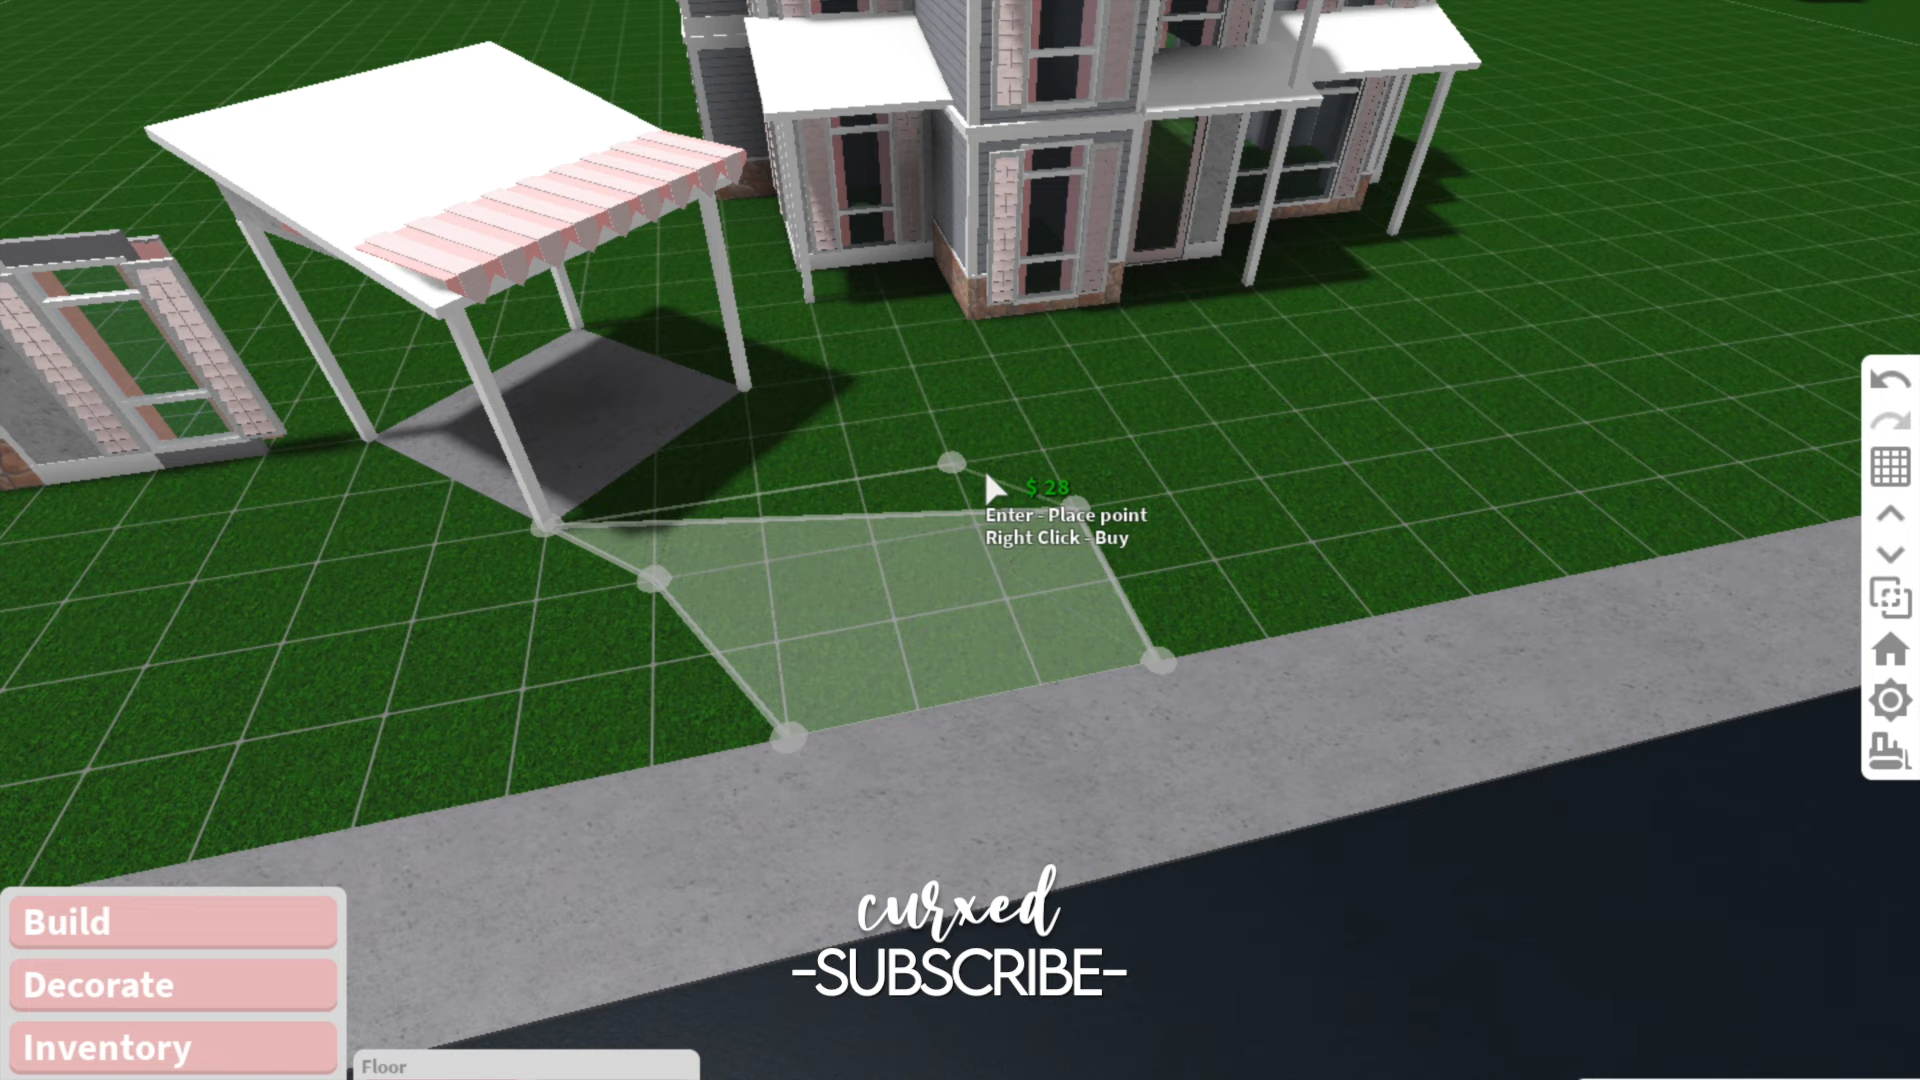 $ 28
Enter - Place point
Right Click - Buy
curxed
-SUBSCRIBE-
Build
Decorate
Inventory
Floor